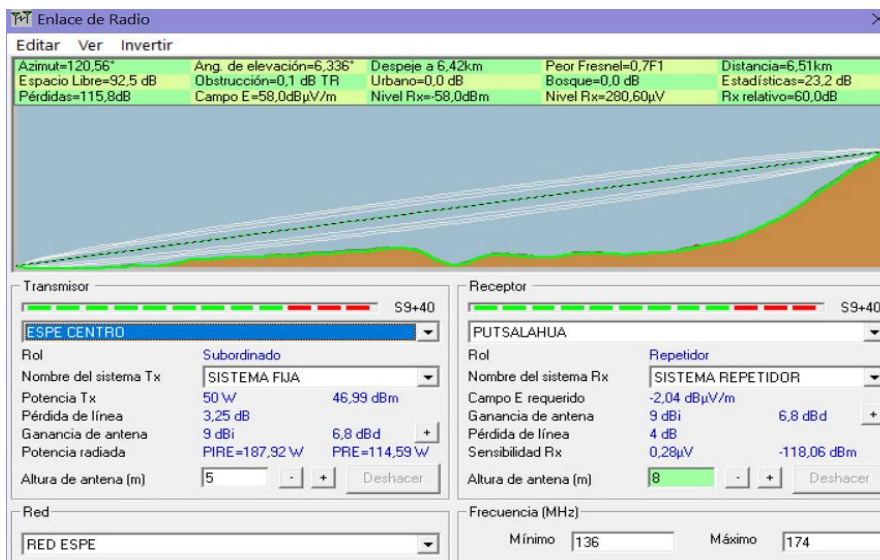 Enlace de Radio
Editar Ver Invertir
Azimut=120,56° Ang. de elevación=6,336° Despeje a 6,42km Peor Fresnel=0,7F1 Distancia=6,51km
Espacio Libre=92,5 dB Obstrucción=0,1 dB TR Urbano=0,0 dB Bosque=0,0 dB Estadísticas=23,2 dB
Pérdidas=115,8dB Campo E=58,0dBµV/m Nivel Rx=-58,0dBm Nivel Rx=280,60µV Rx relativo=60,0dB
Transmisor
S9+40
ESPE CENTRO
Rol Subordinado
Nombre del sistema Tx SISTEMA FIJA
Potencia Tx 50 W 46,99 dBm
Pérdida de línea 3,25 dB
Ganancia de antena 9 dBi 6,8 dBd +
Potencia radiada PIRE=187,92 W PRE=114,59 W
Altura de antena (m) 5 - + Deshacer
Receptor
S9+40
PUTSALAHUA
Rol Repetidor
Nombre del sistema Rx SISTEMA REPETIDOR
Campo E requerido -2,04 dBµV/m
Ganancia de antena 9 dBi 6,8 dBd +
Pérdida de línea 4 dB
Sensibilidad Rx 0,28µV -118,06 dBm
Altura de antena (m) 8 - + Deshacer
Red
RED ESPE
Frecuencia (MHz)
Mínimo 136 Máximo 174